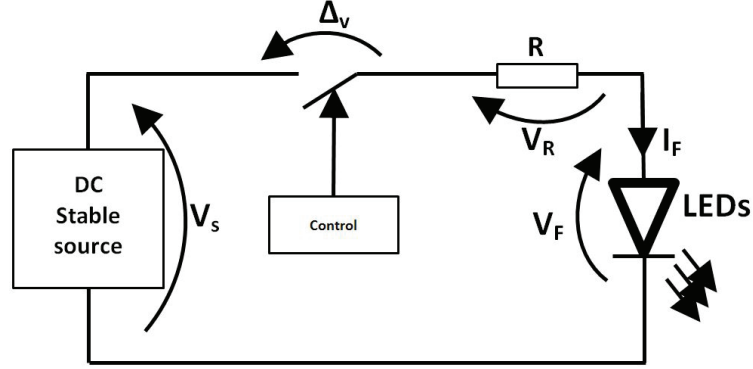 Δv
R
VR
IF
DC
Stable
source
Vs
Control
VF
LEDs